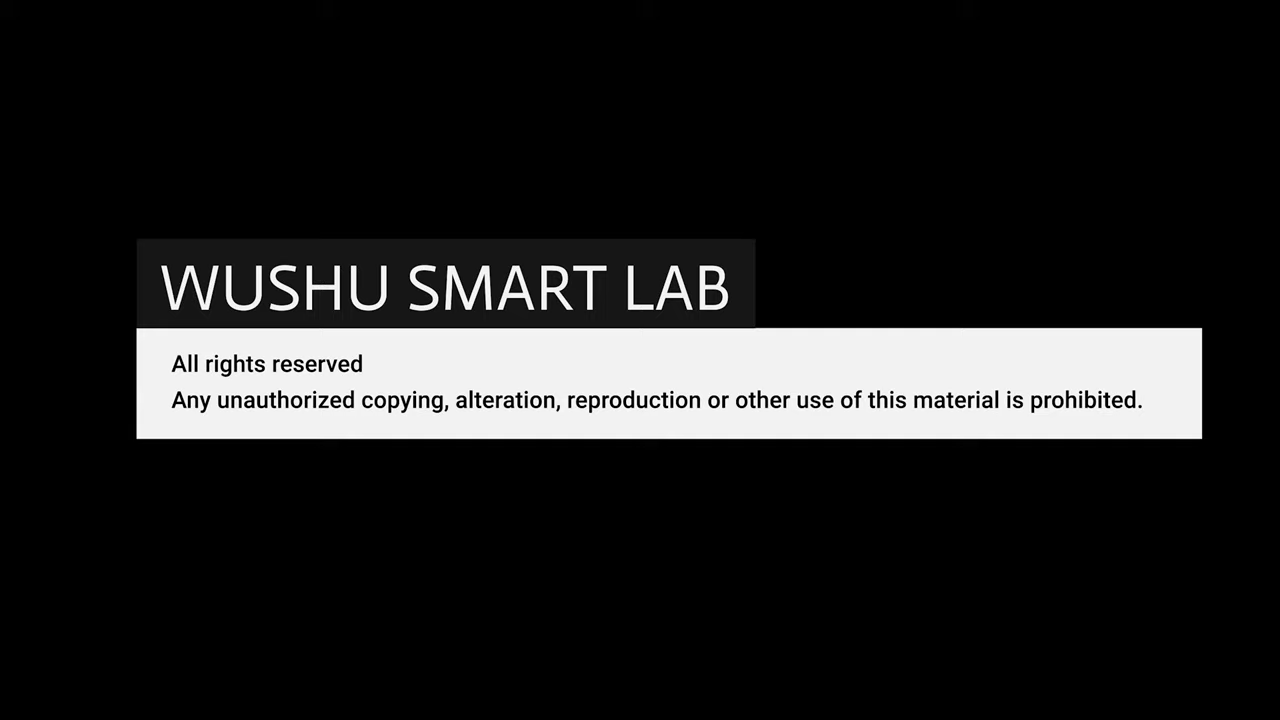 WUSHU SMART LAB
All rights reserved
Any unauthorized copying, alteration, reproduction or other use of this material is prohibited.